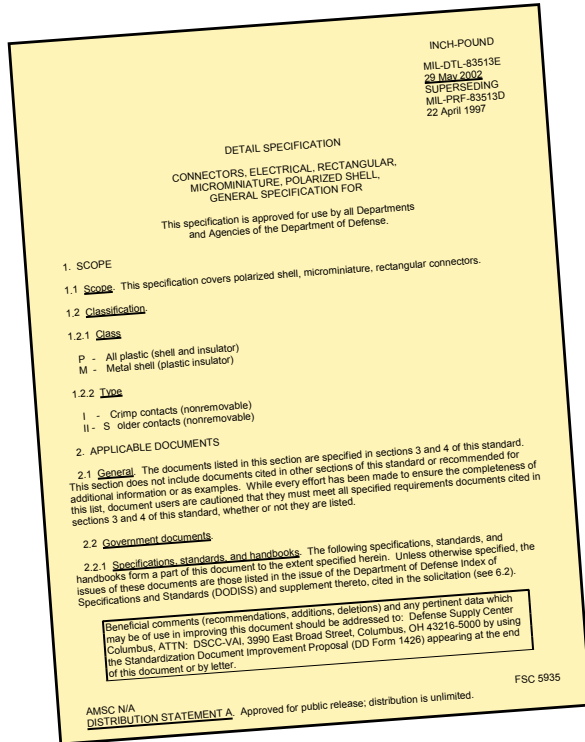 INCH-POUND
MIL-DTL-83513E
29 May 2002
SUPERSEDING
MIL-PRF-83513D
22 April 1997
DETAIL SPECIFICATION
CONNECTORS, ELECTRICAL, RECTANGULAR,
MICROMINIATURE, POLARIZED SHELL,
GENERAL SPECIFICATION FOR
This specification is approved for use by all Departments
and Agencies of the Department of Defense.
1. SCOPE
1.1 Scope. This specification covers polarized shell, microminiature, rectangular connectors.
1.2 Classification.
1.2.1 Class
P - All plastic (shell and insulator)
M - Metal shell (plastic insulator)
1.2.2 Type
I - Crimp contacts (nonremovable)
II - S older contacts (nonremovable)
2. APPLICABLE DOCUMENTS
2.1 General. The documents listed in this section are specified in sections 3 and 4 of this standard.
This section does not include documents cited in other sections of this standard or recommended for
additional information or as examples. While every effort has been made to ensure the completeness of
this list, document users are cautioned that they must meet all specified requirements documents cited in
sections 3 and 4 of this standard, whether or not they are listed.
2.2 Government documents.
2.2.1 Specifications, standards, and handbooks. The following specifications, standards, and
handbooks form a part of this document to the extent specified herein. Unless otherwise specified, the
issues of these documents are those listed in the issue of the Department of Defense Index of
Specifications and Standards (DODISS) and supplement thereto, cited in the solicitation (see 6.2).
Beneficial comments (recommendations, additions, deletions) and any pertinent data which
may be of use in improving this document should be addressed to: Defense Supply Center
Columbus, ATTN: DSCC-VAI, 3990 East Broad Street, Columbus, OH 43216-5000 by using
the Standardization Document Improvement Proposal (DD Form 1426) appearing at the end
of this document or by letter.
AMSC N/A FSC 5935
DISTRIBUTION STATEMENT A. Approved for public release; distribution is unlimited.